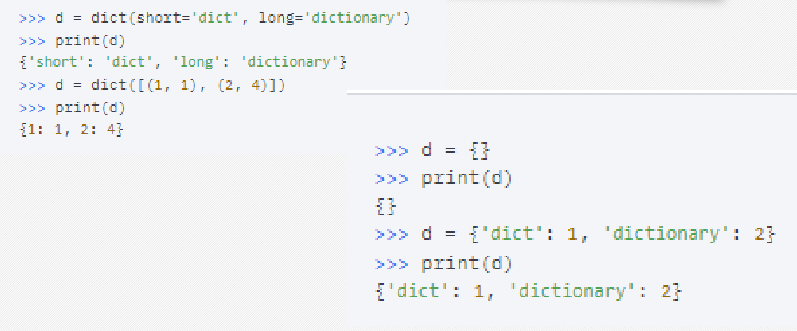 >>> d = dict(short='dict', long='dictionary')
>>> print(d)
{'short': 'dict', 'long': 'dictionary'}
>>> d = dict([(1, 1), (2, 4)])
>>> print(d)
{1: 1, 2: 4}
>>> d = {}
>>> print(d)
{}
>>> d = {'dict': 1, 'dictionary': 2}
>>> print(d)
{'dict': 1, 'dictionary': 2}